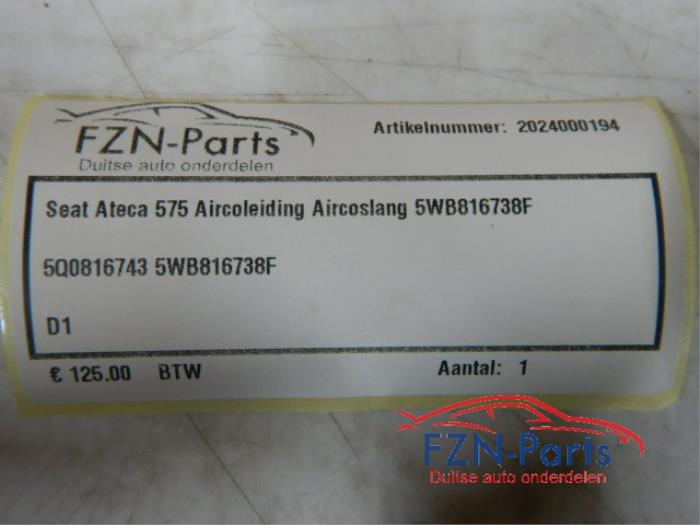 FZN-Parts
Duitse auto onderdelen
Artikelnummer: 2024000194
Seat Ateca 575 Aircoleiding Aircoslang 5WB816738F
5Q0816743 5WB816738F
D1
€ 125.00 BTW
Aantal: 1
FZN-Parts
Duitse auto onderdelen